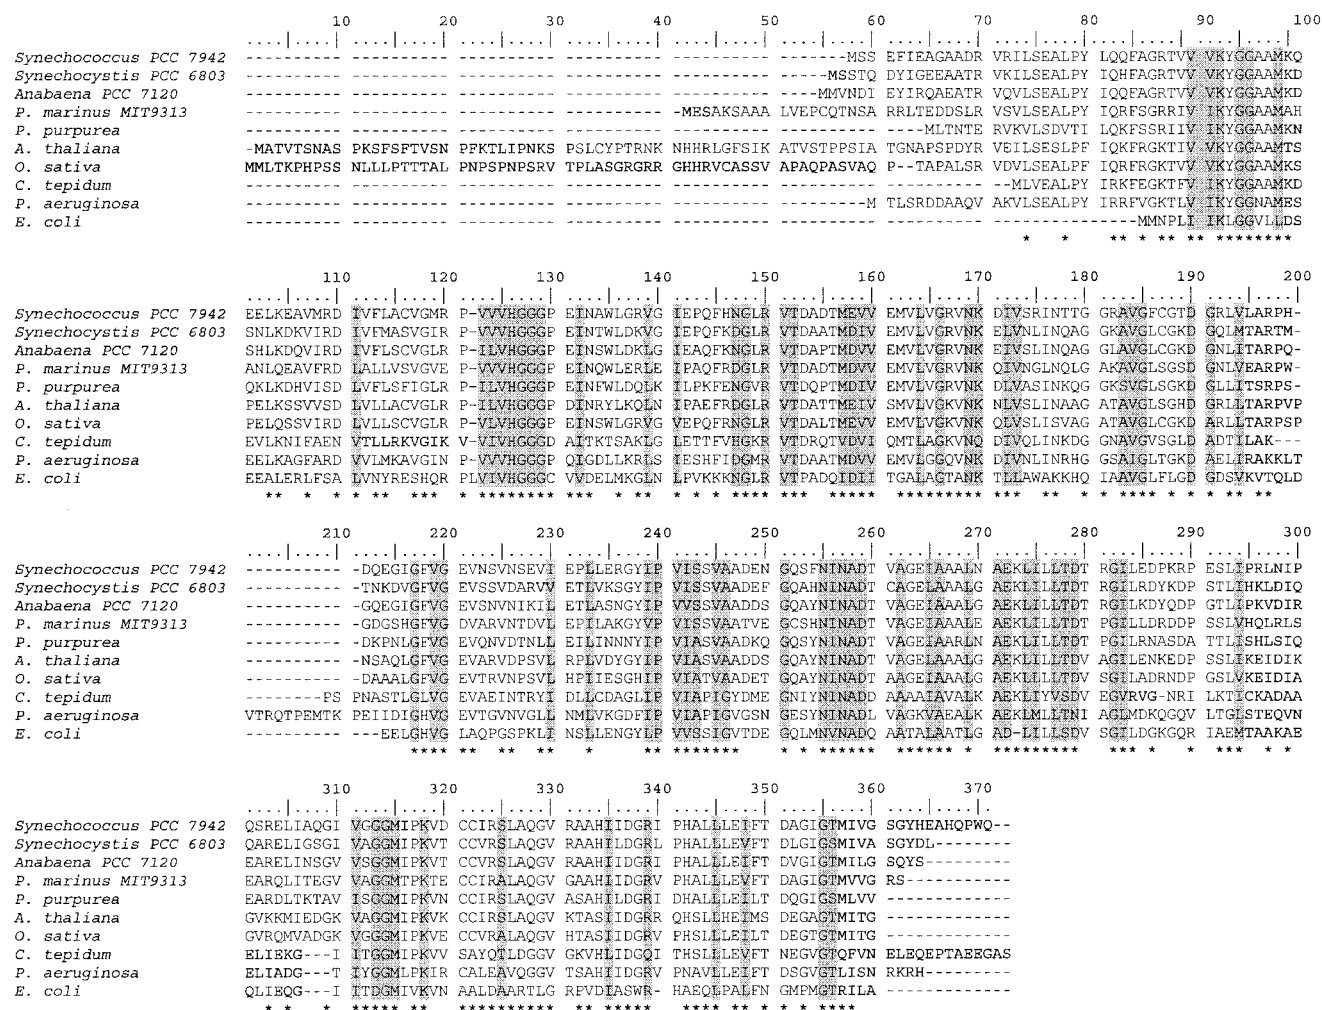 10 20 30 40 50 60 70 80 90 100
Synechococcus PCC 7942 ---------- ---------- ---------- ---------- ---------- ------MSS EFIEAGAADR VRILSEALPY LQQFAGRTVV VKYGGAAMKQ
Synechocystis PCC 6803 ---------- ---------- ---------- ---------- ---------- ----MSSTQ DYIGEEAATR VKILSEALPY IQHFAGRTVV VKYGGAAMKD
Anabaena PCC 7120 ---------- ---------- ---------- ---------- ---------- ----MMVNDI EYIRQAEATR VQVLSEALPY IQQFAGRTVV VKYGGAAMKD
P. marinus MIT9313 ---------- ---------- ---------- ---------- -MESAKSAAA LVEPCQTNSA RRLTEDDSLR VSVLSEALPY IQRFSGRRIV VKYGGAAMAH
P. purpurea ---------- ---------- ---------- ---------- ---------- ---------- ---MLTNTE RVKVLSDVTI LQKFSSRIIV IKYGGAAMKN
A. thaliana -MATVTSNAS PKSFSFTVSN PFKTLIPNKS PSLCYPTRNK NHHRLGFSIK ATVSTPPSIA TGNAPSPDYR VEILSESLPF IQKFRGKTIV VKYGGAAMTS
O. sativa MMLTKPHPSS NLLLPTTTAL PNPSPNPSRV TPLASGRGRR GHHRVCASSV APAQPASVAQ P--TAPALSR VDVLSEALPF IQRFKGKTVV VKYGGAAMKS
C. tepidum ---------- ---------- ---------- ---------- ---------- ---------- ---------- --MLVEALPY IRKFEGKTFV IKYGGAAMKD
P. aeruginosa ---------- ---------- ---------- ---------- ---------- ---------M TLSRDDAAQV AKVLSEALPY IRRFVGKTLV IKYGGNAMES
E. coli ---------- ---------- ---------- ---------- ---------- ---------- ---------- ----------MMNPLI IKLGGVLLDS
* * ** * ** ** *******
110 120 130 140 150 160 170 180 190 200
Synechococcus PCC 7942 EELKEAVMRD IVFLACVGMR P-VVVHGGGP EINAWLGRVG IEPQFHNGLR VTDADTMEVV EMVLVGRVNK DIVSRINTTG GRAVGFCGTD GRLVLARPH-
Synechocystis PCC 6803 SNLKDKVIRD IVFMASVGIR P-VVVHGGGP EINTWLDKVG IEPQFKNGLR VTDAATMDIV EMVLVGRVNK ELVNLINQAG GKAVGLCGKD GQLMTARTM-
Anabaena PCC 7120 SHLKDQVIRD IVFLSCVGLR P-ILVHGGGP EINSWLDKLG IEAQFKNGLR VTDAPTMDVV EMVLVGRVNK EIVSLINQAG GLAVGLCGKD GNLITARPQ-
P. marinus MIT9313 ANLQEAVFRD LALLVSVGVE P-VVVHGGGP EINQWLERLE IPAQFRDGLR VTDADTMDVV EMVLVGRVNK QIVNGLNQLG AKAVGLSGSD GNLVEARPW-
P. purpurea QKLKDHVISD LVFLSFIGLR P-VLVHGGGP EINFWLDQLK ILPKFENGVR VTDQPTMDIV EMVLVGRVNK DLVASINKQG GKSVGLSGKD GLLITSRPS-
A. thaliana PELKSSVVSD LVLLACVGLR P-ILVHGGGP DINRYLKQLN IPAEFRDGLR VTDATTMEIV SMVLVGKVNK NLVSLINAAG ATAVGLSGHD GRLLTARPVP
O. sativa PELQSSVIRD LVLLSCVGLR P-VLVHGGGP EINSWLLRVG VEPQFRNGLR VTDALTMEVV EMVLVGKVNK QLVSLISVAG ATAVGLCGKD ARLLTARPSP
C. tepidum EVLKNIFAEN VTLLRKVGIK V-VIVHGGGD AITKTSAKLG LETTFVHGKR VTDRQTVDVI QMTLAGKVNQ DIVQLINKDG GNAVGVSGLD ADTILAK---
P. aeruginosa EELKAGFARD VVLMKAVGIN P-VVVHGGGP QIGDLLKRLS IESHFIDGMR VTDAATMDVV EMVLGGQVNK DIVNLINRHG GSAIGLTGKD AELIRAKKLT
E. coli EEALERLFSA LVNYRESHQR PLVIVHGGGC VVDELMKGLN LPVKKKNGLR VTPADQIDII TGALAGTANK TLLAWAKKHQ IAAVGLFLGD GDSVKVTQLD
210 220 230 240 250 260 270 280 290 300
Synechococcus PCC 7942 ---------- -DQEGIGFVG EVNSVNSEVI EPLLERGYIP VISSVAADEN GQSFNINADT VAGEIAAALN AEKLILLTDT RGILEDPKRP ESLIPRLNIP
Synechocystis PCC 6803 ---------- -TNKDVGFVG EVSSVDARVV ETLVKSGYIP VISSVAADEF GQAHNINADT CAGELAAALG AEKLILLTDT RGILRDYKDP STLIHKLDIQ
Anabaena PCC 7120 ---------- -GQEGIGFVG EVSNVNIKIL ETLASNGYIP VVSSVAADDS GQAYNINADT VAGEIAAALG AEKLILLTDT RGILKDYQDP GTLIPKVDIR
P. marinus MIT9313 ---------- -GDGSHGFVG DVARVNTDVL EPILAKGYVP VISSVAATVE GCSHNINADT VAGEIAAALE AEKLILLTDT PGILLDRDDP SSLVHQLRLS
P. purpurea ---------- -DKPNLGFVG EVQNVDTNLL EILINNNYIP VIASVAADKQ GQSYNINADT VAGEIAARLN AEKLILLTDT PGILRNASDA TTLISHLSIQ
A. thaliana ---------- -NSAQLGFVG EVARVDPSVL RPLVDYGYIP VIASVAADDS GQAYNINADT VAGELAAALG AEKLILLTDV AGILENKEDP SSLIKEIDIK
O. sativa ---------- -DAAALGFVG EVTRVNPSVL HPIIESGHIP VIATVAADET GQAYNINADT AAGEIAAALG AEKLILLTDV SGILADRNDP GSLVKEIDIA
C. tepidum --------PS PNASTLGLVG EVAEINTRYI DLLCDAGLIP VIAPIGYDME GNIYNINADD AAAAIAVALK AEKLIYVSDV EGVRVG-NRI LKTICKADAA
P. aeruginosa VTRQTPEMTK PEIIDIGHVG EVTGVNVGLL NMLVKGDFIP VIAPIGVGSN GESYNINADL VAGKVAEALK AEKLMLLTNI AGLMDKQGQV LTGLSTEQVN
E. coli ---------- ---EELGHVG LAQPGSPKLI NSLLENGYLP VVSSIGVTDE GQLMNVNADQ AATALAATLG AD-LILLSDV SGILDGKGQR IAEMTAAKAE
310 320 330 340 350 360 370
Synechococcus PCC 7942 QSRELIAQGI VGGGMIPKVD CCIRSLAQGV RAAHIIDGRI PHALLLEIFT DAGIGTMIVG SGYHEAHQPWQ--
Synechocystis PCC 6803 QARELIGSGI VAGGMIPKVT CCVRSLAQGV RAAHILDGRL PHALLLEVFT DLGIGSMIVA SGYDL-------
Anabaena PCC 7120 EARELINSGV VSGGMIPKVT CCVRSLAQGV RAAHIIDGRI PHALLLEIFT DVGIGTMILG SQYS--------
P. marinus MIT9313 EARQLITEGV VAGGMTPKTE CCIRALAQGV GAAHIIDGRV PHALLLEVFT DAGIGTMVVG RS----------
P. purpurea EARDLTKTAV ISGGMIPKVN CCIRSLAQGV ASAHILDGRI EHALLLEILT DQGIGSMLVV -------------
A. thaliana GVKKMIEDGK VAGGMIPKVK CCIRSLAQGV KTASIIDGRR QHSLLHEIMS DEGAGTMITG -------------
O. sativa GVRQMVADGK VGGGMIPKVE CCVRALAQGV HTASIIDGRV PHSLLLEILT DEGTGTMITG -------------
C. tepidum ELIEKG---I ITGGMIPKVV SAYQTLDGGV GKVHLIDGQI THSLLLEVFT NEGVGTQFVN ELEQEPTAEEGAS
P. aeruginosa ELIADG---T IYGGMLPKIR CALEAVQGGV TSAHIIDGRV PNAVLLEIFT DSGVGTLISN RKRH---------
E. coli QLIEQG---I ITDGMIVKVN AALDAARTLG RPVDIASWR- HAEQLPALFN GMPMGTRILA -------------